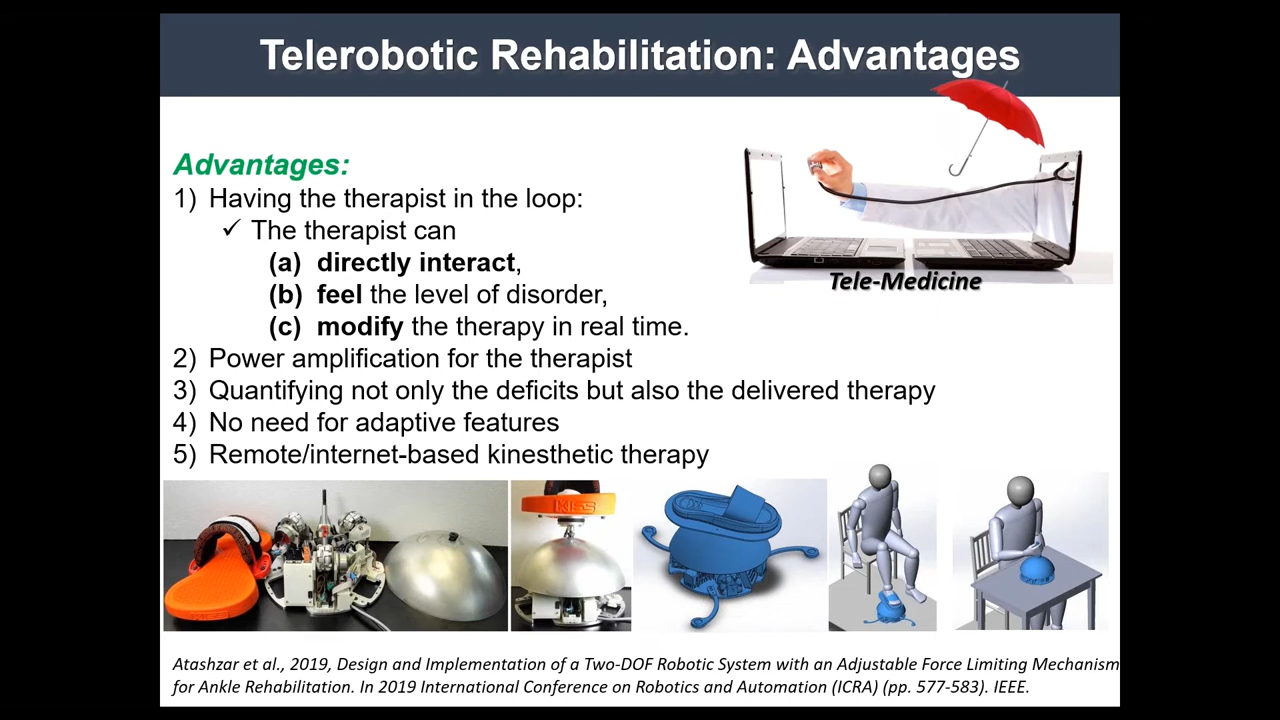 Telerobotic Rehabilitation: Advantages
Advantages:
1) Having the therapist in the loop:
✓ The therapist can
(a) directly interact,
(b) feel the level of disorder,
(c) modify the therapy in real time.
2) Power amplification for the therapist
3) Quantifying not only the deficits but also the delivered therapy
4) No need for adaptive features
5) Remote/internet-based kinesthetic therapy
Tele-Medicine
Atashzar et al., 2019, Design and Implementation of a Two-DOF Robotic System with an Adjustable Force Limiting Mechanism
for Ankle Rehabilitation. In 2019 International Conference on Robotics and Automation (ICRA) (pp. 577-583). IEEE.